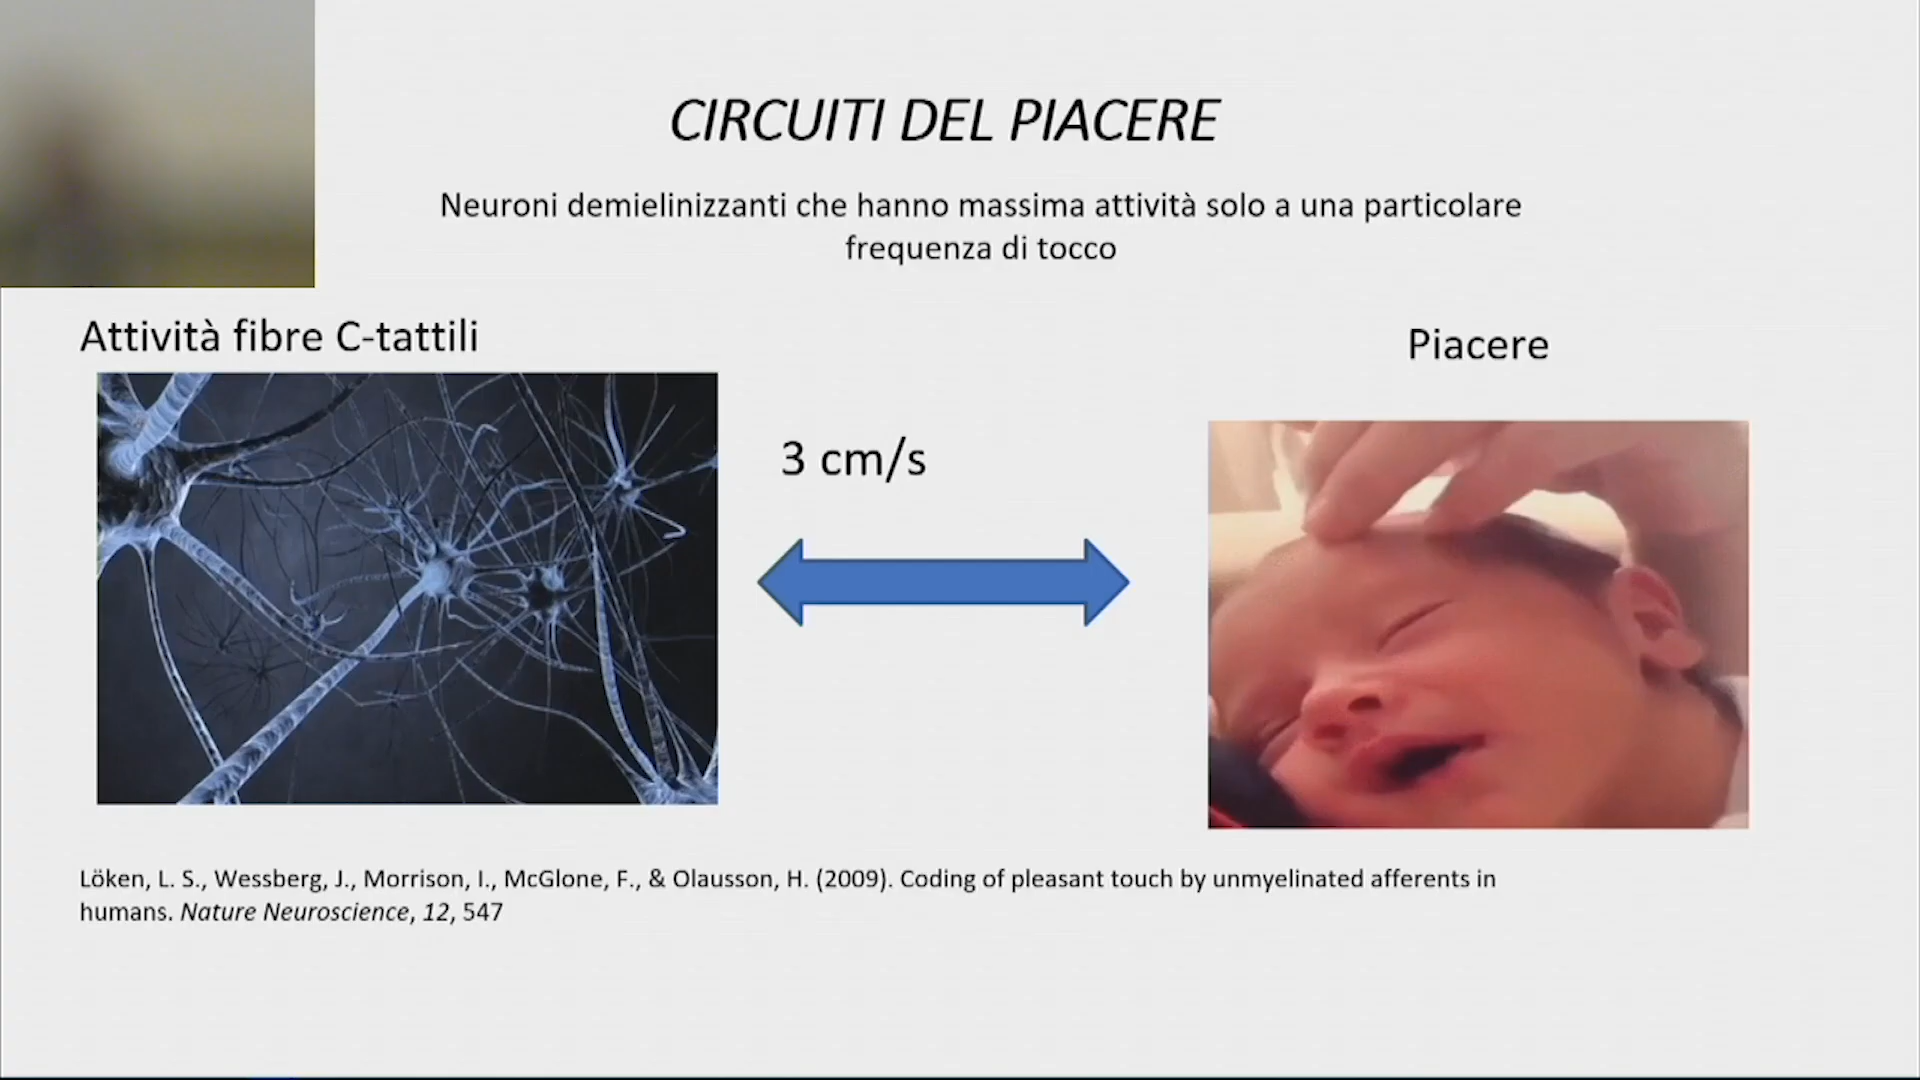 CIRCUITI DEL PIACERE
Neuroni demielinizzanti che hanno massima attività solo a una particolare
frequenza di tocco
Attività fibre C-tattili
Piacere
3 cm/s
Löken, L. S., Wessberg, J., Morrison, I., McGlone, F., & Olausson, H. (2009). Coding of pleasant touch by unmyelinated afferents in
humans. Nature Neuroscience, 12, 547